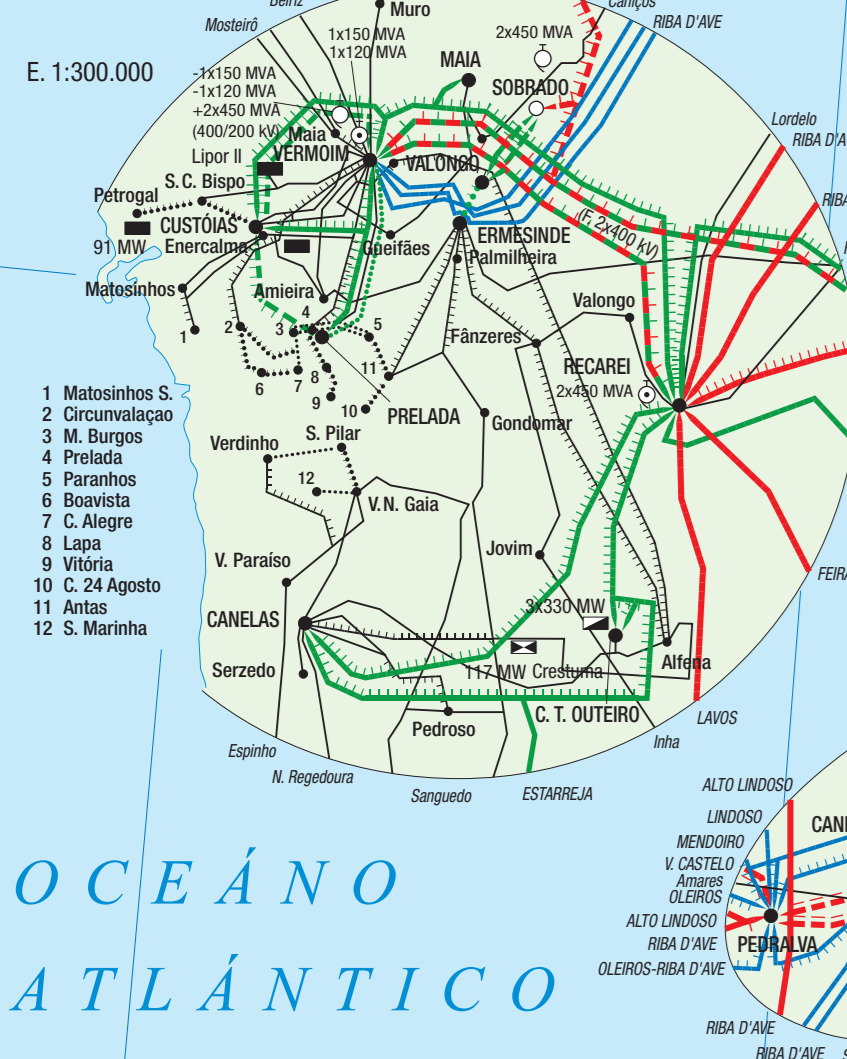 Beiriz
Muro
Caniços
Mosteirô
RIBA D'AVE
1x150 MVA
1x120 MVA
2x450 MVA
E. 1:300.000
MAIA
-1x150 MVA
-1x120 MVA
+2x450 MVA
(400/200 kV)
SOBRADO
Lordelo
Maia
VERMOIM
RIBA D'A
Lipor II
VALONGO
S.C. Bispo
Petrogal
RIBA
CUSTÓIAS
91 MW
Enercalma
Gueifães
ERMESINDE
(F. 2x400 kV)
Palmilheira
Matosinhos
Amieira
Valongo
1
2
3
4
5
Fânzeres
RECAREI
2x450 MVA
6
7
8
9
10
11
PRELADA
Gondomar
1 Matosinhos S.
2 Circunvalaçao
3 M. Burgos
4 Prelada
5 Paranhos
6 Boavista
7 C. Alegre
8 Lapa
9 Vitória
10 C. 24 Agosto
11 Antas
12 S. Marinha
Verdinho
S. Pilar
12
V.N. Gaia
V. Paraíso
Jovim
FEIRA
CANELAS
3x330 MW
Serzedo
117 MW Crestuma
Alfena
C. T. OUTEIRO
LAVOS
Pedroso
Inha
Espinho
N. Regedoura
Sanguedo
ESTARREJA
ALTO LINDOSO
LINDOSO
CANI
MENDOIRO
V. CASTELO
Amares
OLEIROS
ALTO LINDOSO
RIBA D'AVE
PEDRALVA
OLEIROS-RIBA D'AVE
RIBA D'AVE
RIBA D'AVE
OCEÁNO
ATLÁNTICO